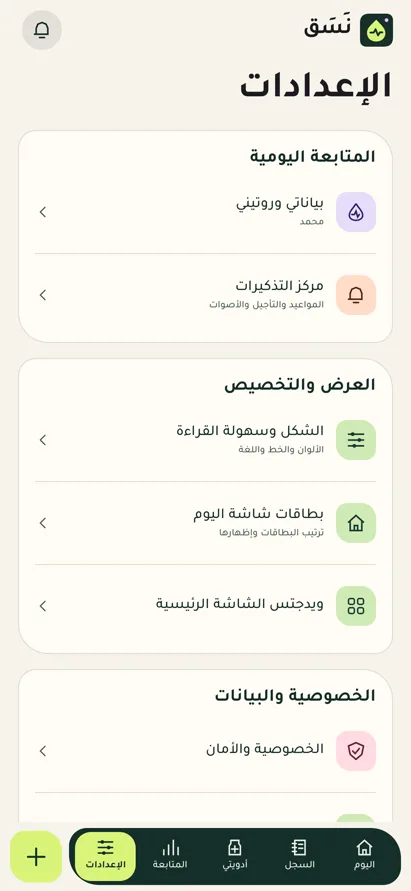 نَسَق
الإعدادات
المتابعة اليومية
بياناتي وروتيني
محمد
مركز التذكيرات
المواعيد والتأجيل والأصوات
العرض والتخصيص
الشكل وسهولة القراءة
الألوان والخط واللغة
بطاقات شاشة اليوم
ترتيب البطاقات وإظهارها
ويدجتس الشاشة الرئيسية
الخصوصية والبيانات
الخصوصية والأمان
اليوم
السجل
أدويتي
المتابعة
الإعدادات